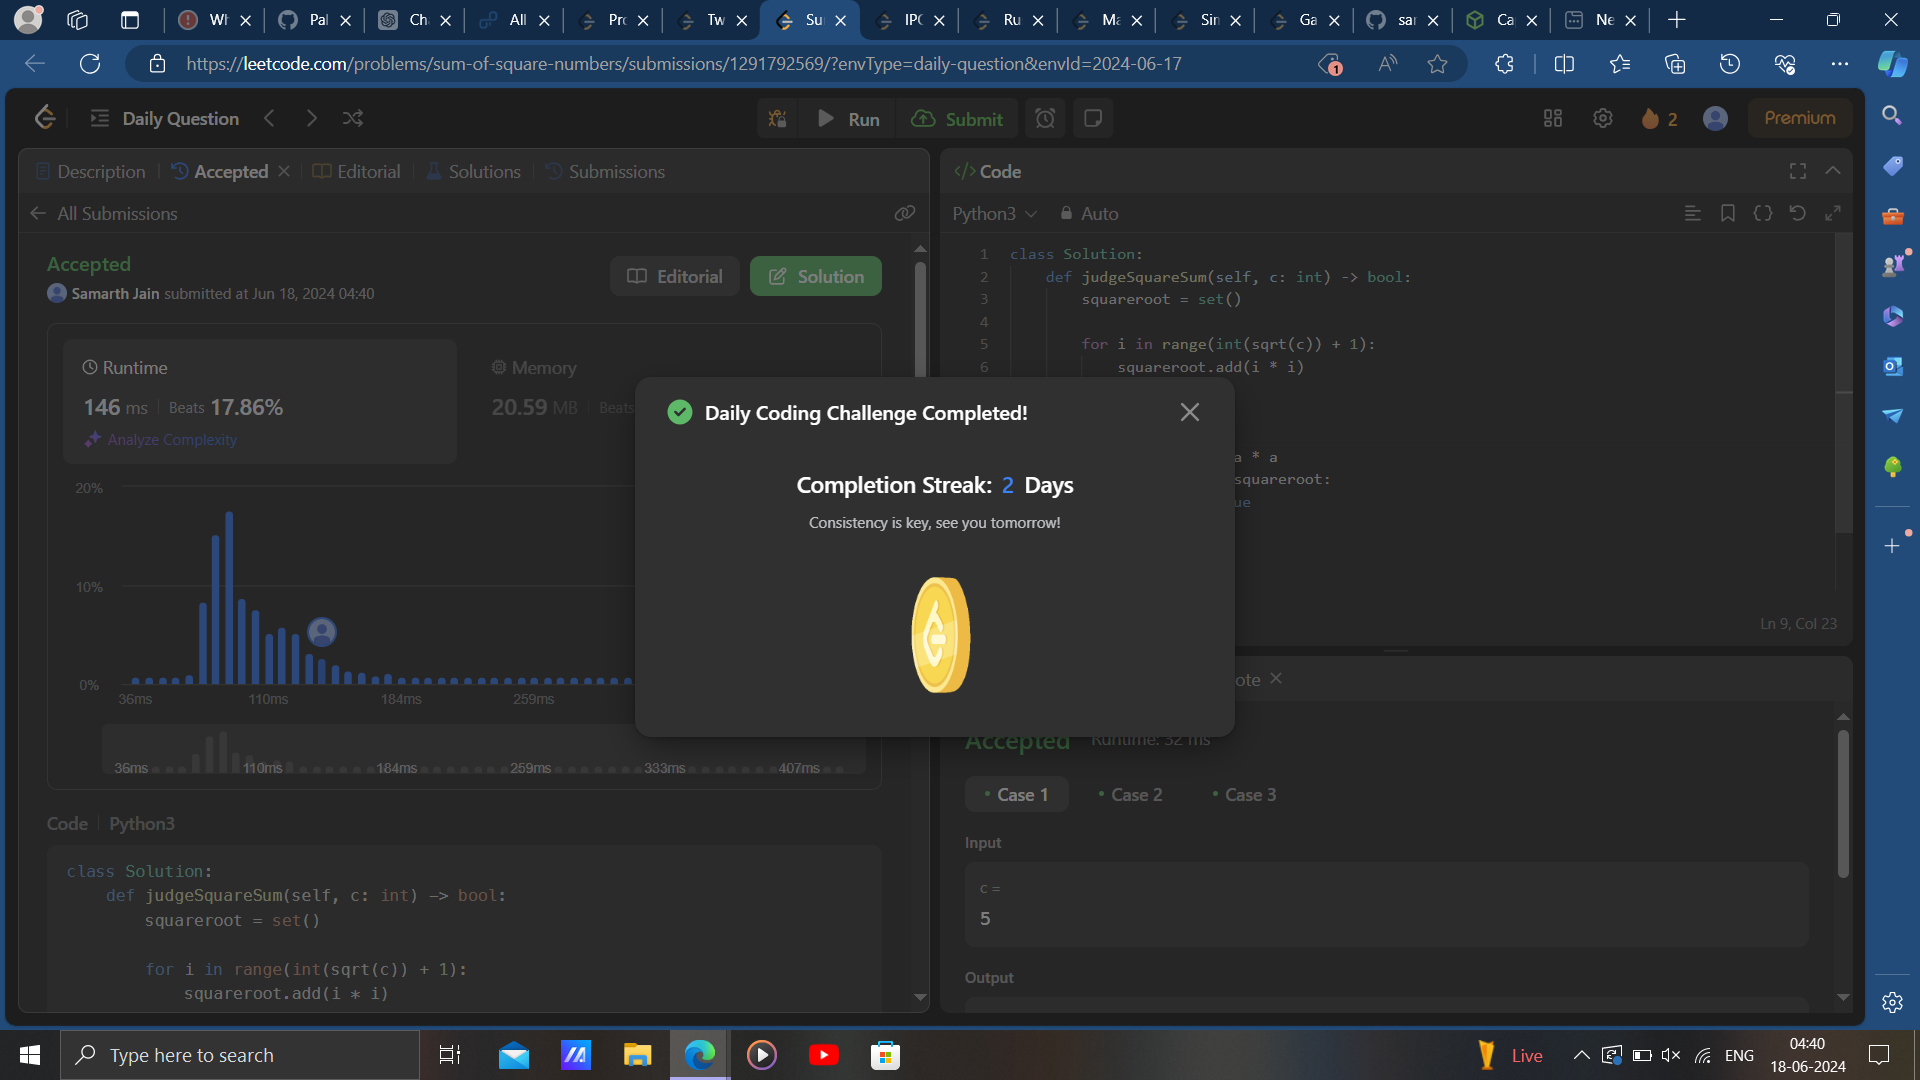 Wh
Pal
Ch
All
Pro
Tw
Su
IPC
Ru
Ma
Sin
Ga
sar
Ca
Ne
https://leetcode.com/problems/sum-of-square-numbers/submissions/1291792569/?envType=daily-question&envId=2024-06-17
1
Daily Question
Run
Submit
2
Premium
Description
Accepted
Editorial
Solutions
Submissions
All Submissions
Accepted
Samarth Jain submitted at Jun 18, 2024 04:40
Editorial
Solution
Runtime
146 ms
Beats 17.86%
Analyze Complexity
Memory
20.59 MB
Beats
20%
10%
0%
36ms
110ms
184ms
259ms
36ms
110ms
184ms
259ms
333ms
407ms
Code
Python3
class Solution:
def judgeSquareSum(self, c: int) -> bool:
squareroot = set()
for i in range(int(sqrt(c)) + 1):
squareroot.add(i * i)
</> Code
Python3
Auto
1 class Solution:
2 def judgeSquareSum(self, c: int) -> bool:
3 squareroot = set()
4
5 for i in range(int(sqrt(c)) + 1):
6 squareroot.add(i * i)
a * a
squareroot:
ue
Ln 9, Col 23
Daily Coding Challenge Completed!
Completion Streak: 2 Days
Consistency is key, see you tomorrow!
ote
Accepted
Runtime: 32 ms
Case 1
Case 2
Case 3
Input
c =
5
Output
Type here to search
Live
ENG
04:40
18-06-2024